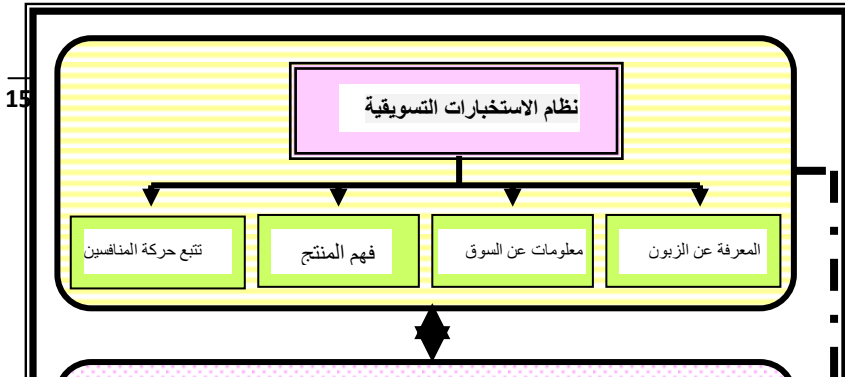 نظام الاستخبارات التسويقية
15
المعرفة عن الزبون
معلومات عن السوق
فهم المنتج
تتبع حركة المنافسين